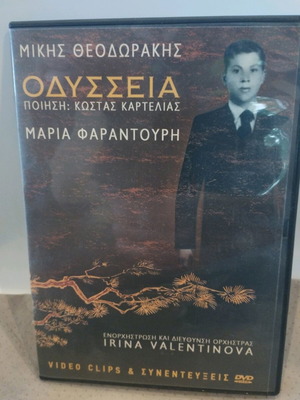 ΜΙΚΗΣ ΘΕΟΔΩΡΑΚΗΣ
ΟΔΥΣΣΕΙΑ
ΠΟΙΗΣΗ: ΚΩΣΤΑΣ ΚΑΡΤΕΛΙΑΣ
ΜΑΡΙΑ ΦΑΡΑΝΤΟΥΡΗ
ΕΝΟΡΧΗΣΤΡΩΣΗ ΚΑΙ ΔΙΕΥΘΥΝΣΗ ΟΡΧΗΣΤΡΑΣ
IRINA VALENTINOVA
VIDEO CLIPS & ΣΥΝΕΝΤΕΥΞΕΙΣ DVD